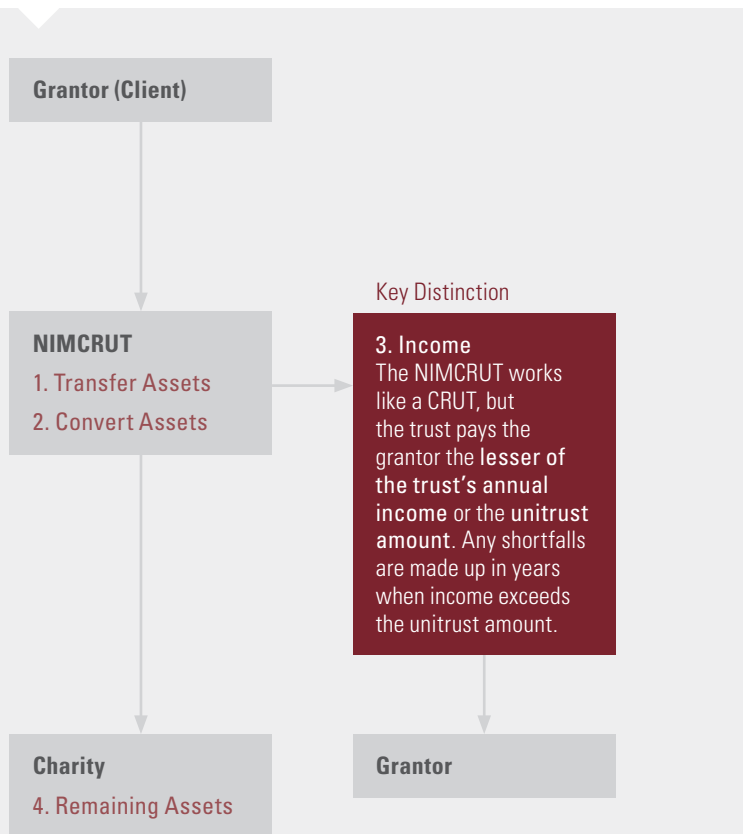 Grantor (Client)
NIMCRUT
1. Transfer Assets
2. Convert Assets
Key Distinction
3. Income
The NIMCRUT works
like a CRUT, but
the trust pays the
grantor the lesser of
the trust’s annual
income or the unitrust
amount. Any shortfalls
are made up in years
when income exceeds
the unitrust amount.
Charity
4. Remaining Assets
Grantor